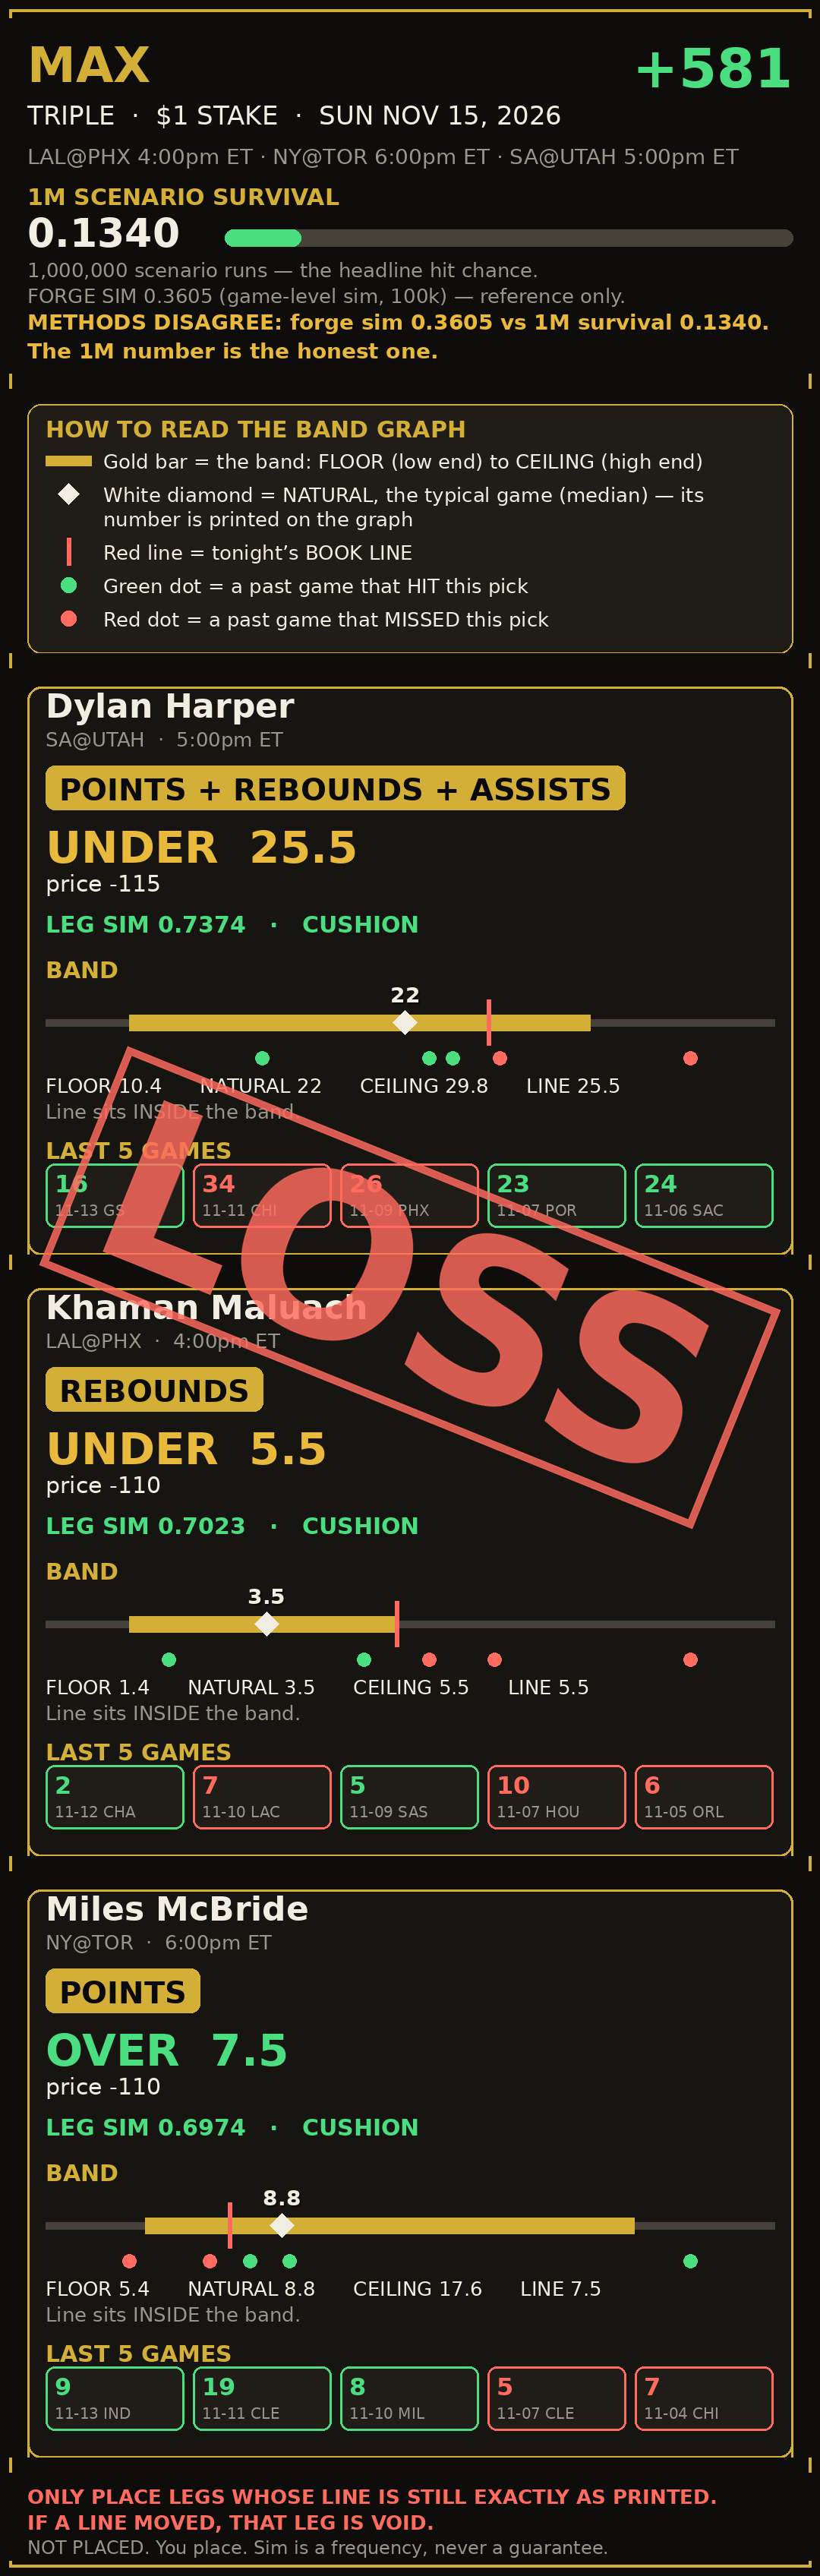 MAX
+581
TRIPLE · $1 STAKE · SUN NOV 15, 2026
LAL@PHX 4:00pm ET · NY@TOR 6:00pm ET · SA@UTAH 5:00pm ET
1M SCENARIO SURVIVAL
0.1340
1,000,000 scenario runs — the headline hit chance.
FORGE SIM 0.3605 (game-level sim, 100k) — reference only.
METHODS DISAGREE: forge sim 0.3605 vs 1M survival 0.1340.
The 1M number is the honest one.
HOW TO READ THE BAND GRAPH
Gold bar = the band: FLOOR (low end) to CEILING (high end)
White diamond = NATURAL, the typical game (median) — its
number is printed on the graph
Red line = tonight’s BOOK LINE
Green dot = a past game that HIT this pick
Red dot = a past game that MISSED this pick
Dylan Harper
SA@UTAH · 5:00pm ET
POINTS + REBOUNDS + ASSISTS
UNDER 25.5
price -115
LEG SIM 0.7374 · CUSHION
BAND
22
FLOOR 10.4 NATURAL 22 CEILING 29.8 LINE 25.5
Line sits INSIDE the band.
LAST 5 GAMES
16 34 26 23 24
11-13 GS 11-11 CHI 11-09 PHX 11-07 POR 11-06 SAC
LOSS
Khaman Maluach
LAL@PHX · 4:00pm ET
REBOUNDS
UNDER 5.5
price -110
LEG SIM 0.7023 · CUSHION
BAND
3.5
FLOOR 1.4 NATURAL 3.5 CEILING 5.5 LINE 5.5
Line sits INSIDE the band.
LAST 5 GAMES
2 7 5 10 6
11-12 CHA 11-10 LAC 11-09 SAS 11-07 HOU 11-05 ORL
Miles McBride
NY@TOR · 6:00pm ET
POINTS
OVER 7.5
price -110
LEG SIM 0.6974 · CUSHION
BAND
8.8
FLOOR 5.4 NATURAL 8.8 CEILING 17.6 LINE 7.5
Line sits INSIDE the band.
LAST 5 GAMES
9 19 8 5 7
11-13 IND 11-11 CLE 11-10 MIL 11-07 CLE 11-04 CHI
ONLY PLACE LEGS WHOSE LINE IS STILL EXACTLY AS PRINTED.
IF A LINE MOVED, THAT LEG IS VOID.
NOT PLACED. You place. Sim is a frequency, never a guarantee.